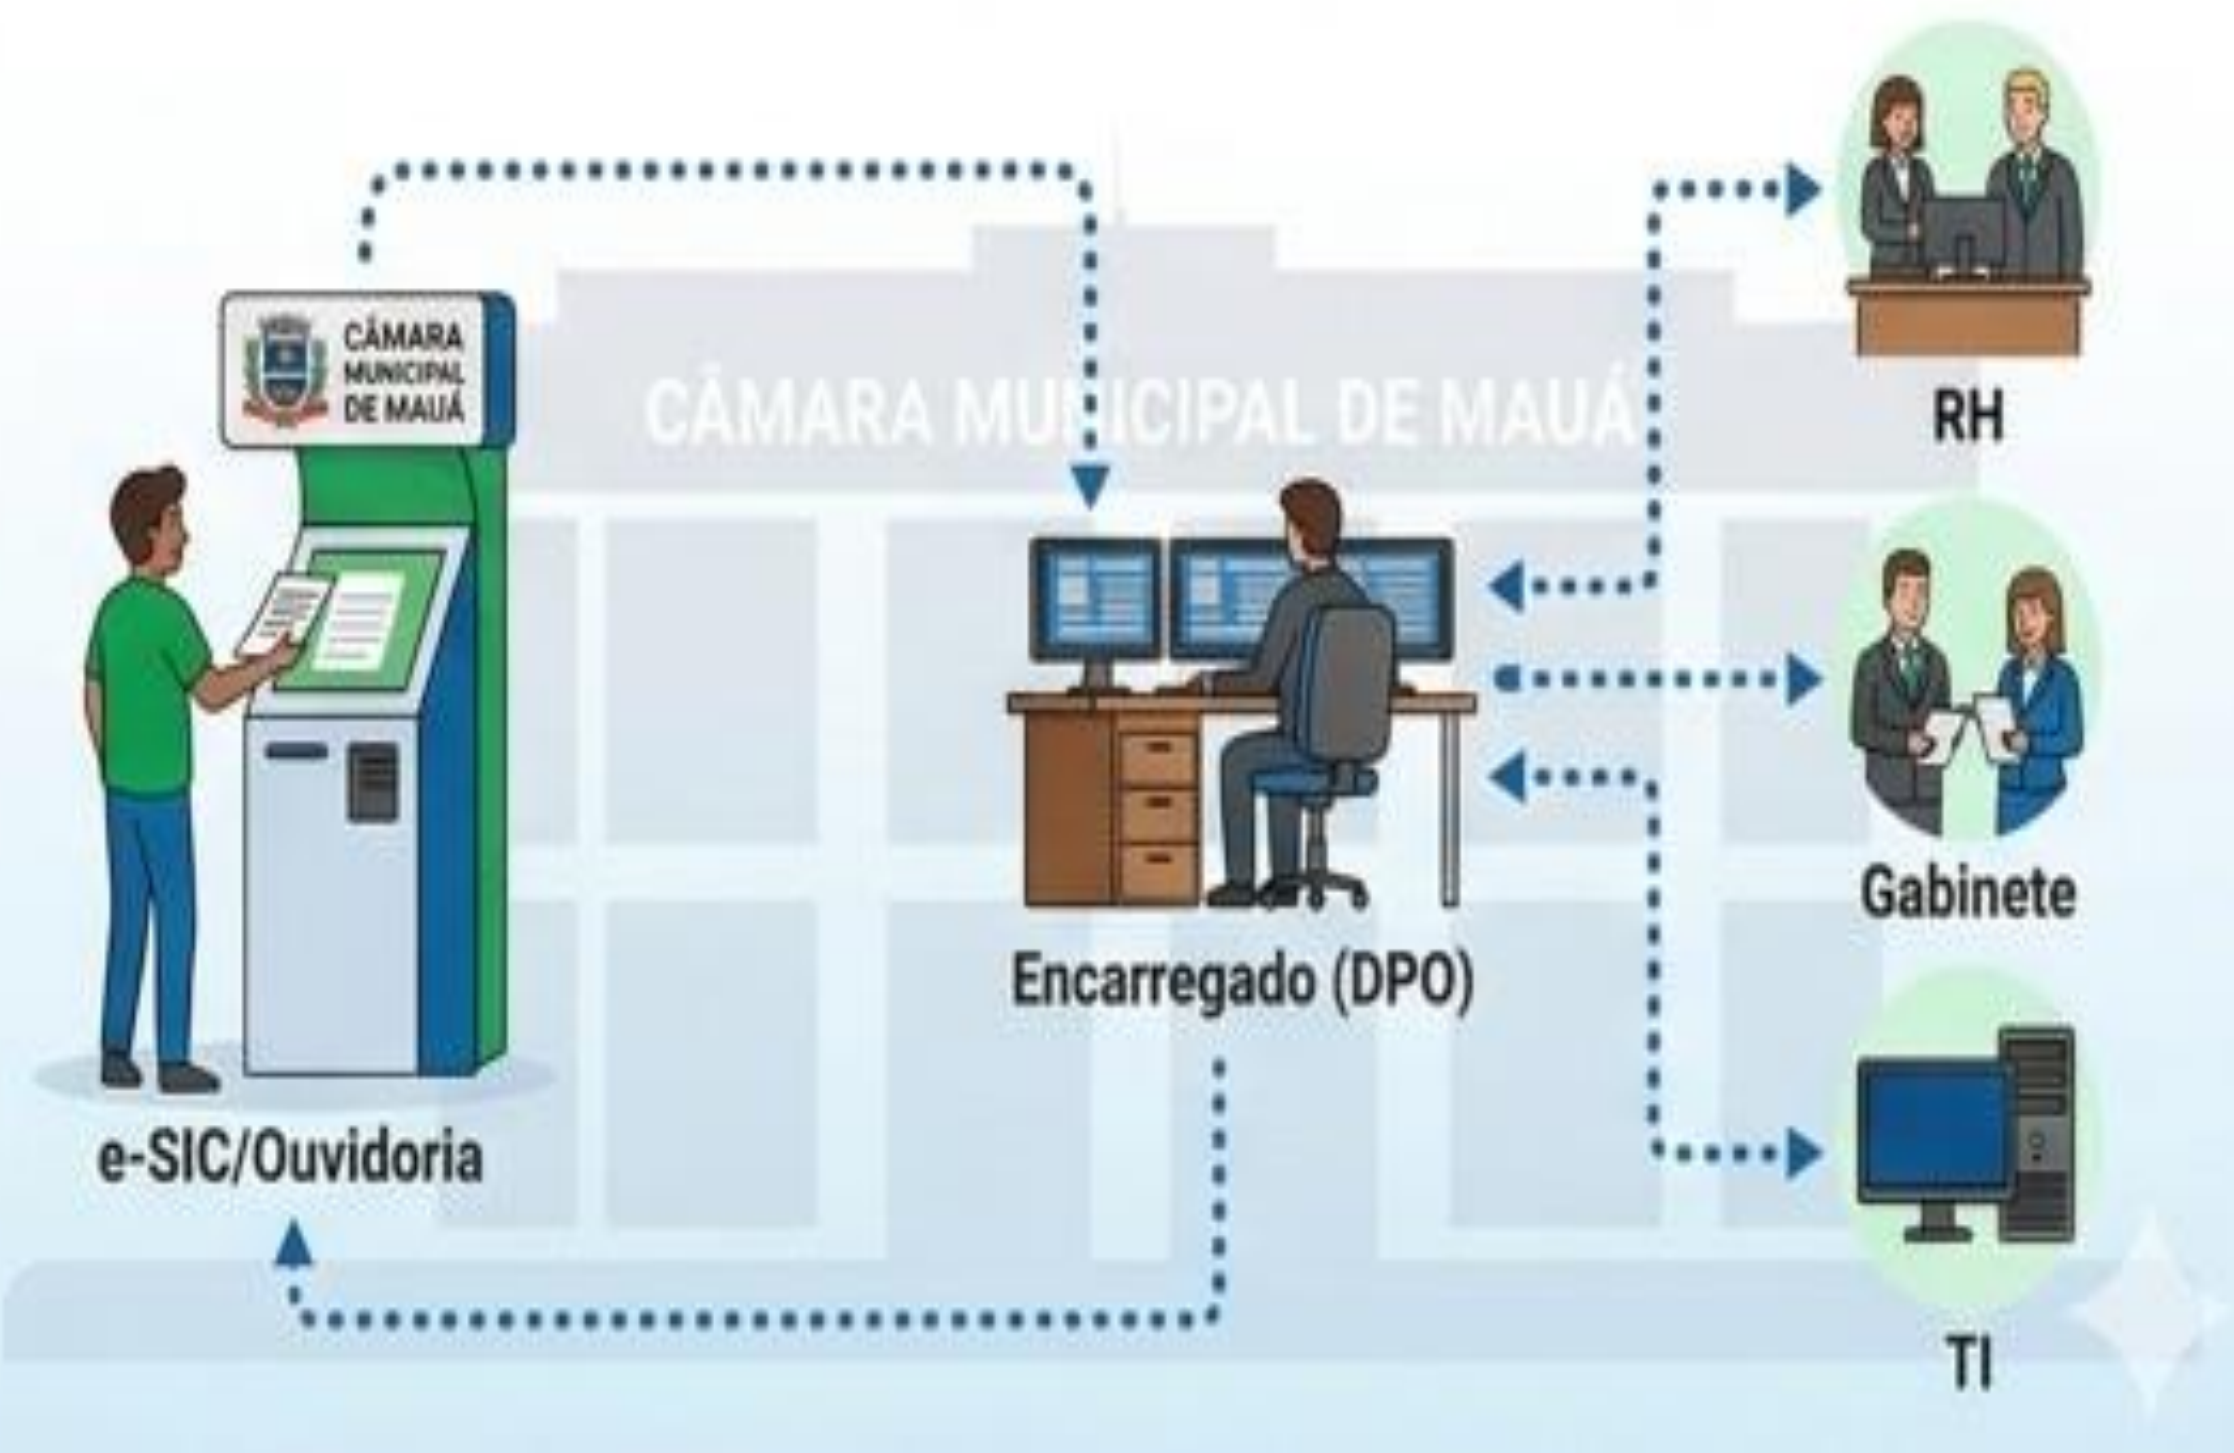 CÂMARA
MUNICIPAL
DE MAUÁ
CÂMARA MUNICIPAL DE MAUÁ
RH
Gabinete
Encarregado (DPO)
e-SIC/Ouvidoria
TI